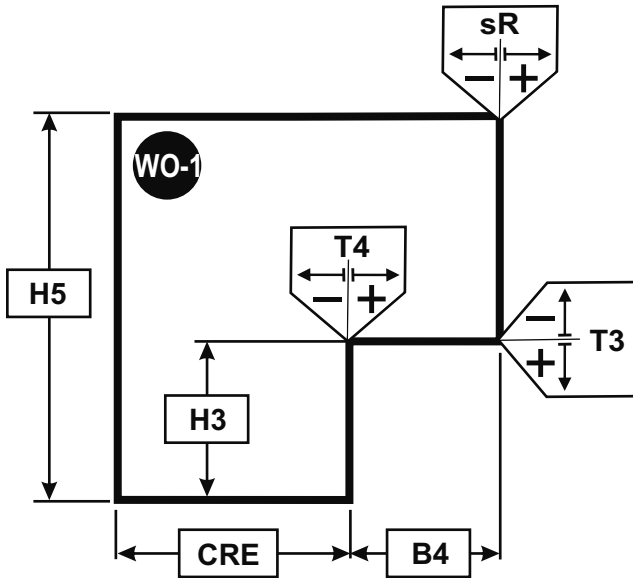 sR
− +
WO-1
T4
− +
H5
−
T3
+
H3
CRE
B4